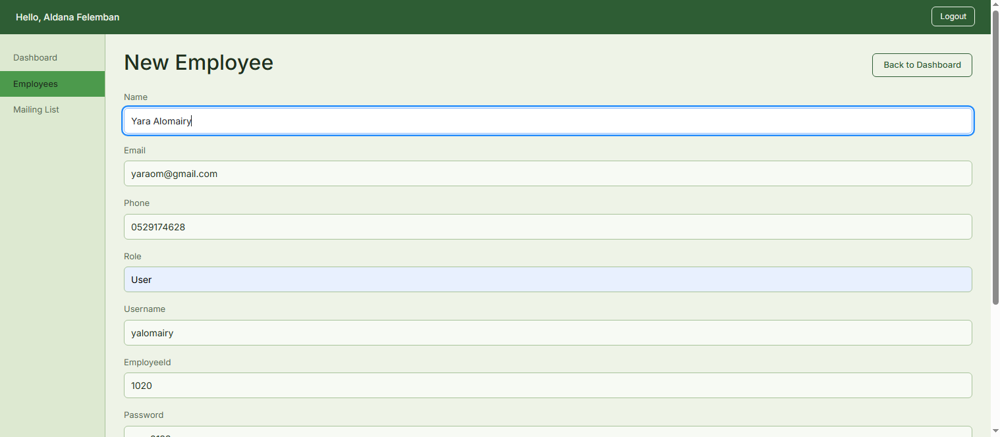 Hello, Aldana Felemban
Logout
Dashboard
Employees
Mailing List
New Employee
Back to Dashboard
Name
Yara Alomairy
Email
yaraom@gmail.com
Phone
0529174628
Role
User
Username
yalomairy
EmployeeId
1020
Password